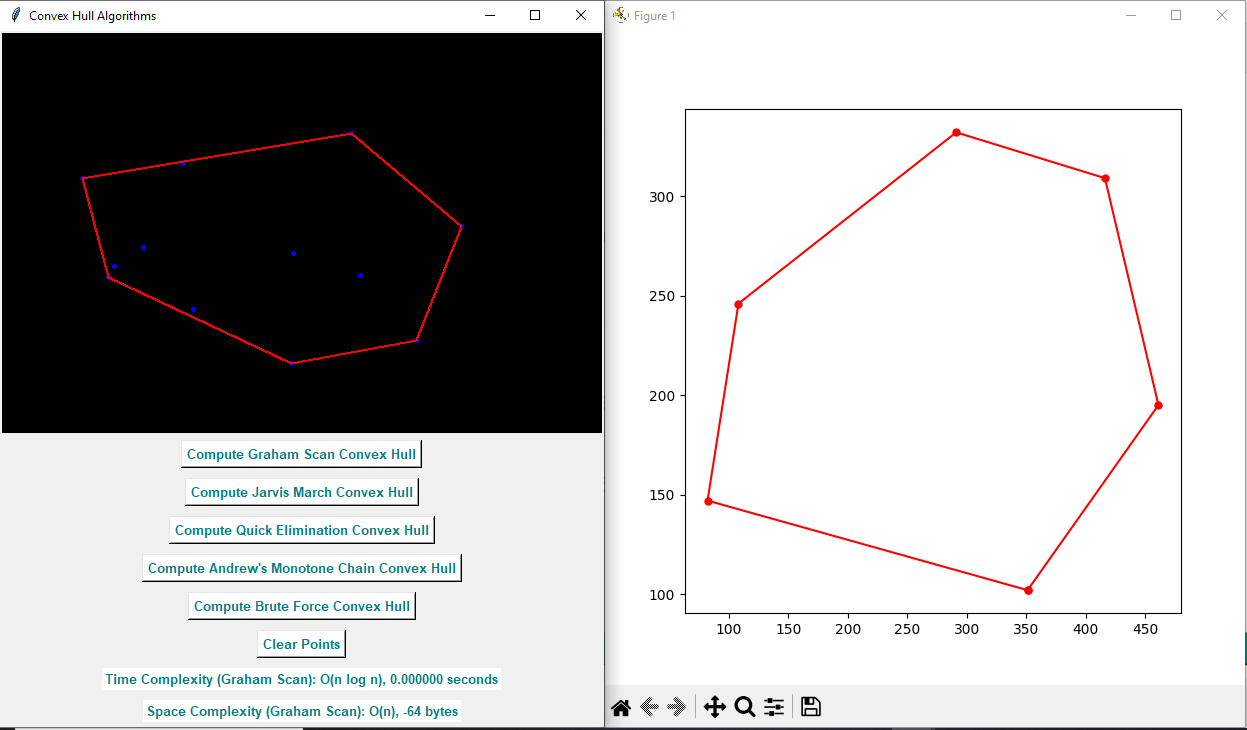 Convex Hull Algorithms
Compute Graham Scan Convex Hull
Compute Jarvis March Convex Hull
Compute Quick Elimination Convex Hull
Compute Andrew's Monotone Chain Convex Hull
Compute Brute Force Convex Hull
Clear Points
Time Complexity (Graham Scan): O(n log n), 0.000000 seconds
Space Complexity (Graham Scan): O(n), -64 bytes
Figure 1
300
250
200
150
100
100 150 200 250 300 350 400 450